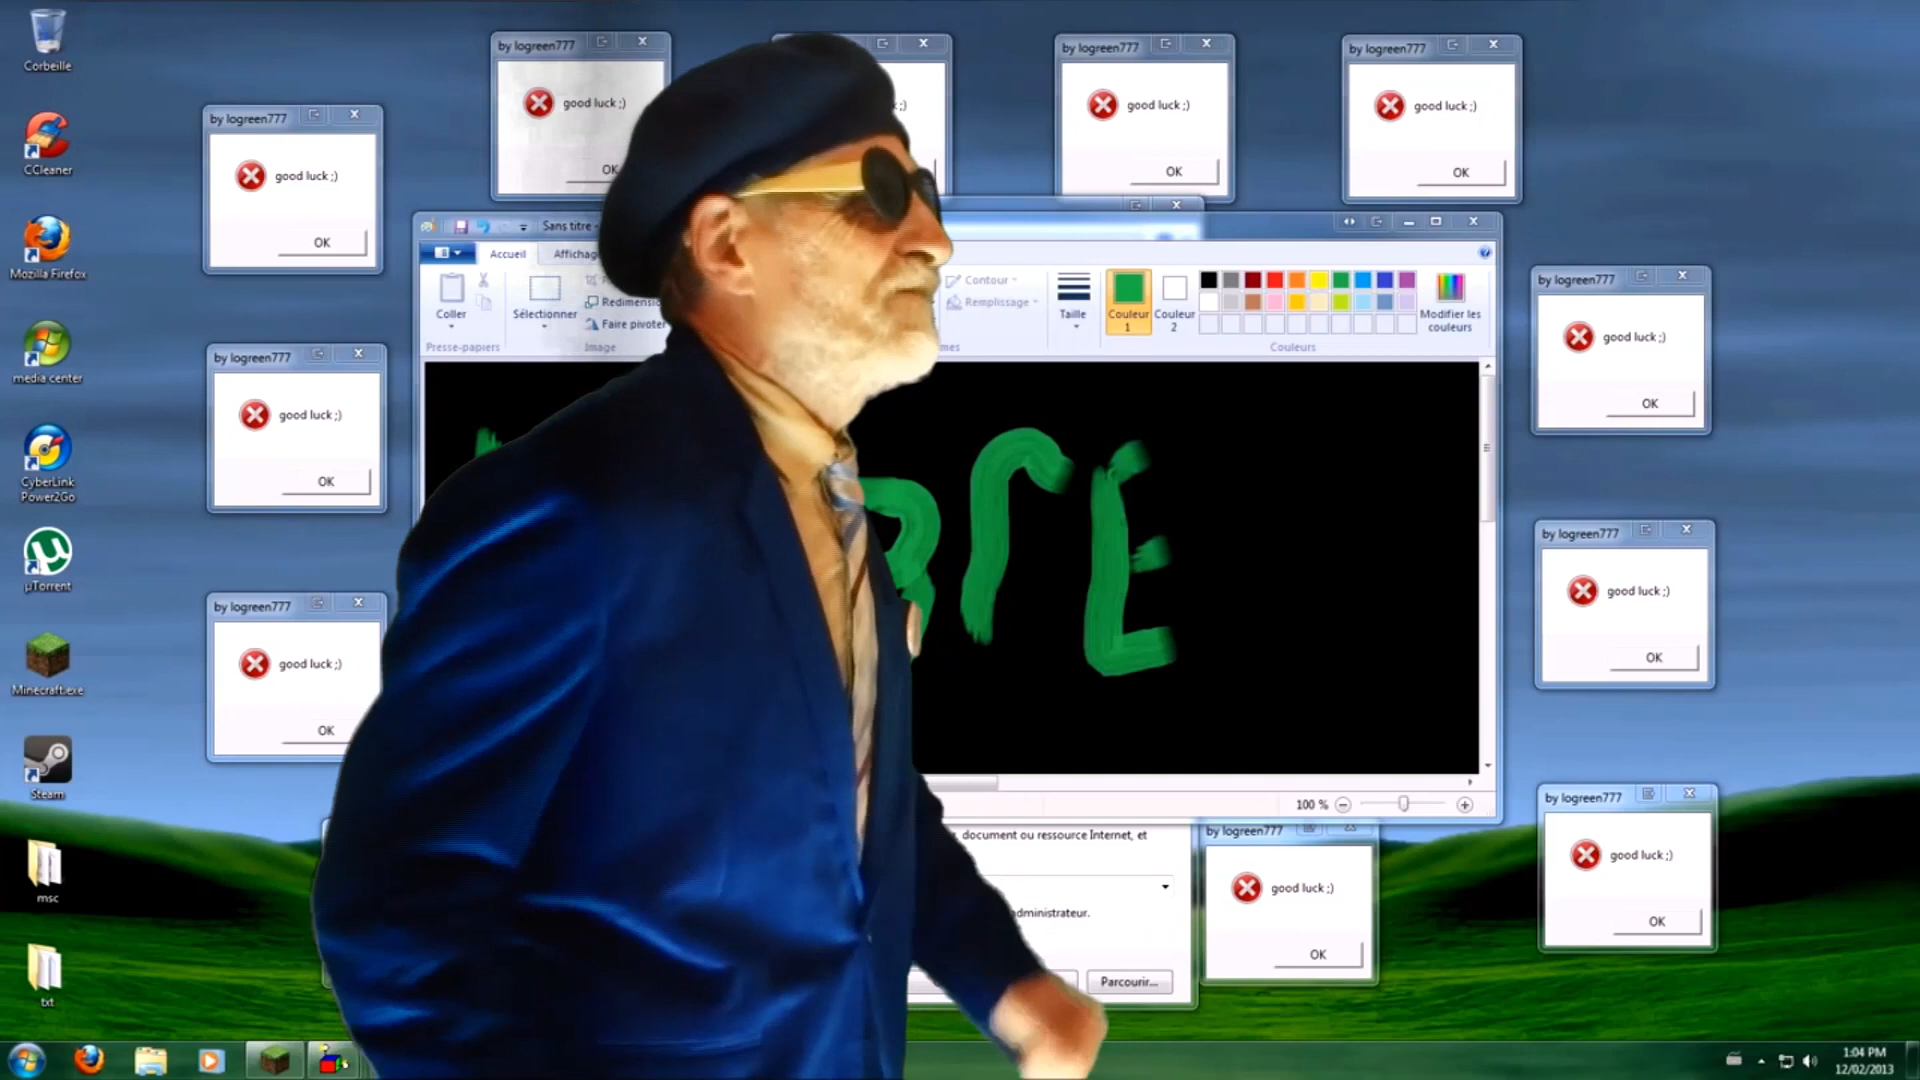 Corbeille
CCleaner
Mozilla Firefox
media center
CyberLink
Power2Go
µTorrent
Minecraft.exe
Steam
msc
txt
by logreen777
good luck ;)
OK
by logreen777
good luck ;)
OK
;)
by logreen777
good luck ;)
OK
by logreen777
good luck ;)
OK
by logreen777
good luck ;)
OK
by logreen777
good luck ;)
OK
by logreen777
good luck ;)
OK
by logreen777
good luck ;)
OK
by logreen777
good luck ;)
OK
by logreen777
good luck ;)
OK
Sans titre -
Accueil
Affichage
Coller
Presse-papiers
Sélectionner
Redimensio
Faire pivoter
Image
Contour
Remplissage
mes
Taille
Couleur
1
Couleur
2
Modifier les
couleurs
Couleurs
100 %
document ou ressource Internet, et
administrateur.
Parcourir...
1:04 PM
12/02/2013